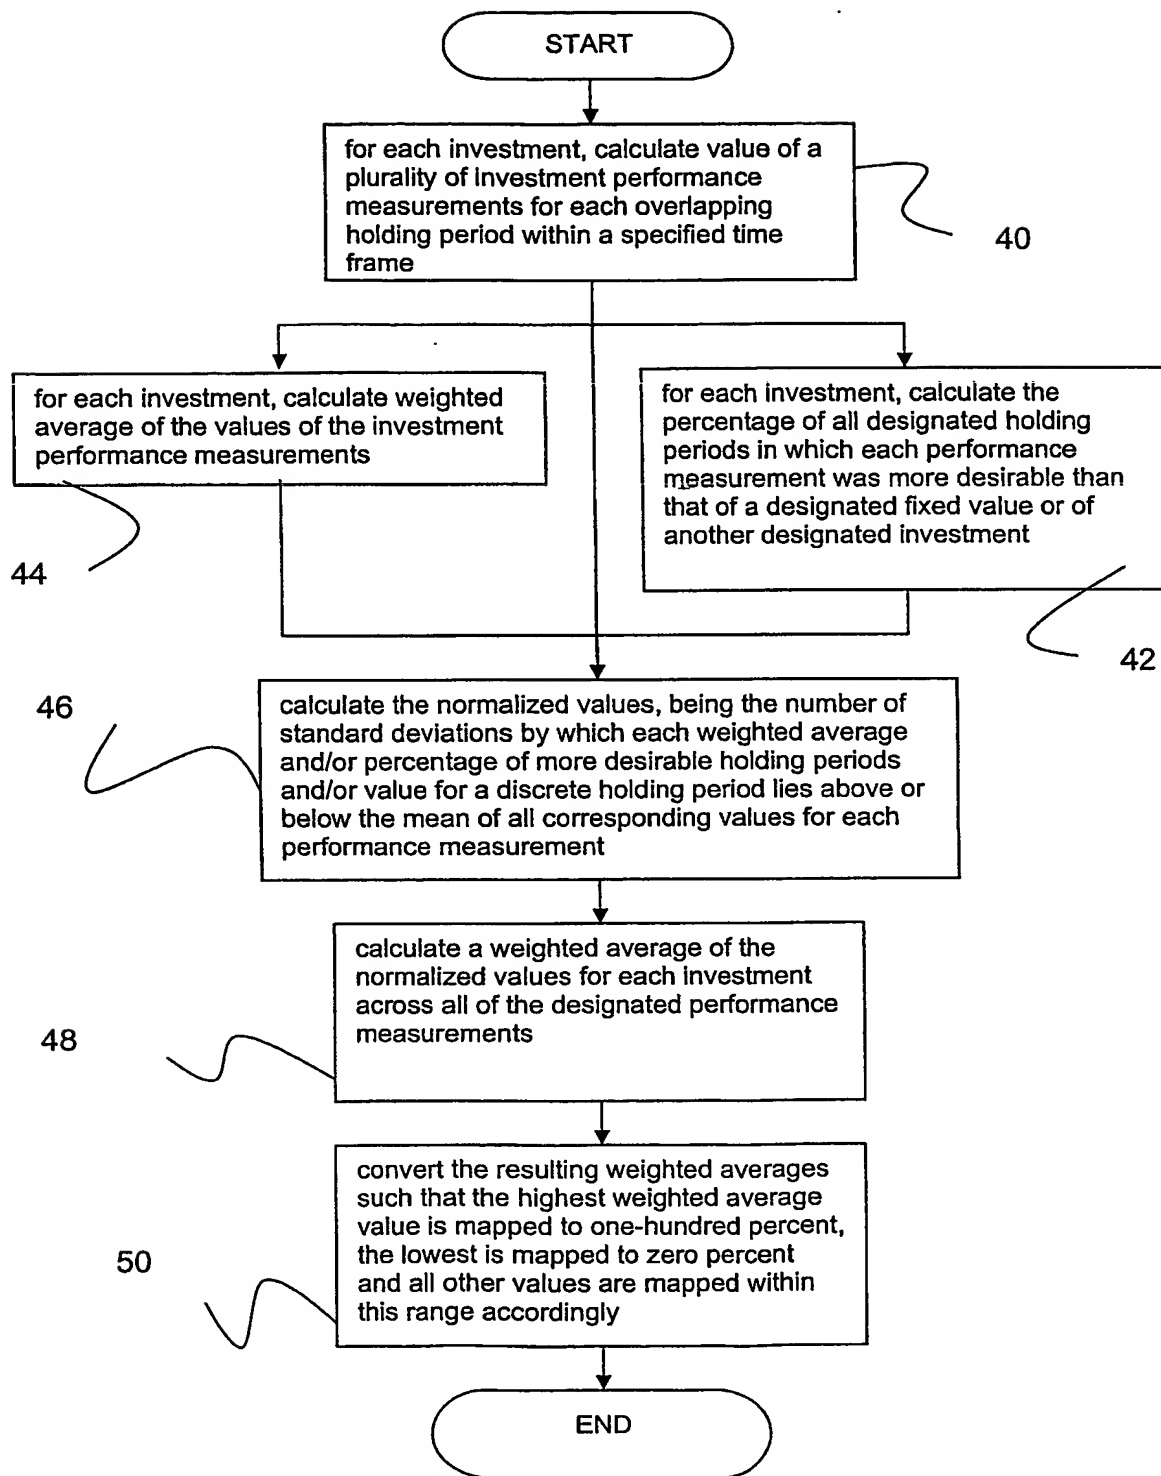 START
for each investment, calculate value of a
plurality of investment performance
measurements for each overlapping
holding period within a specified time
frame
40
for each investment, calculate weighted
average of the values of the investment
performance measurements
44
for each investment, calculate the
percentage of all designated holding
periods in which each performance
measurement was more desirable than
that of a designated fixed value or of
another designated investment
42
46
calculate the normalized values, being the number of
standard deviations by which each weighted average
and/or percentage of more desirable holding periods
and/or value for a discrete holding period lies above or
below the mean of all corresponding values for each
performance measurement
calculate a weighted average of the
normalized values for each investment
across all of the designated performance
measurements
48
convert the resulting weighted averages
such that the highest weighted average
value is mapped to one-hundred percent,
the lowest is mapped to zero percent
and all other values are mapped within
this range accordingly
50
END